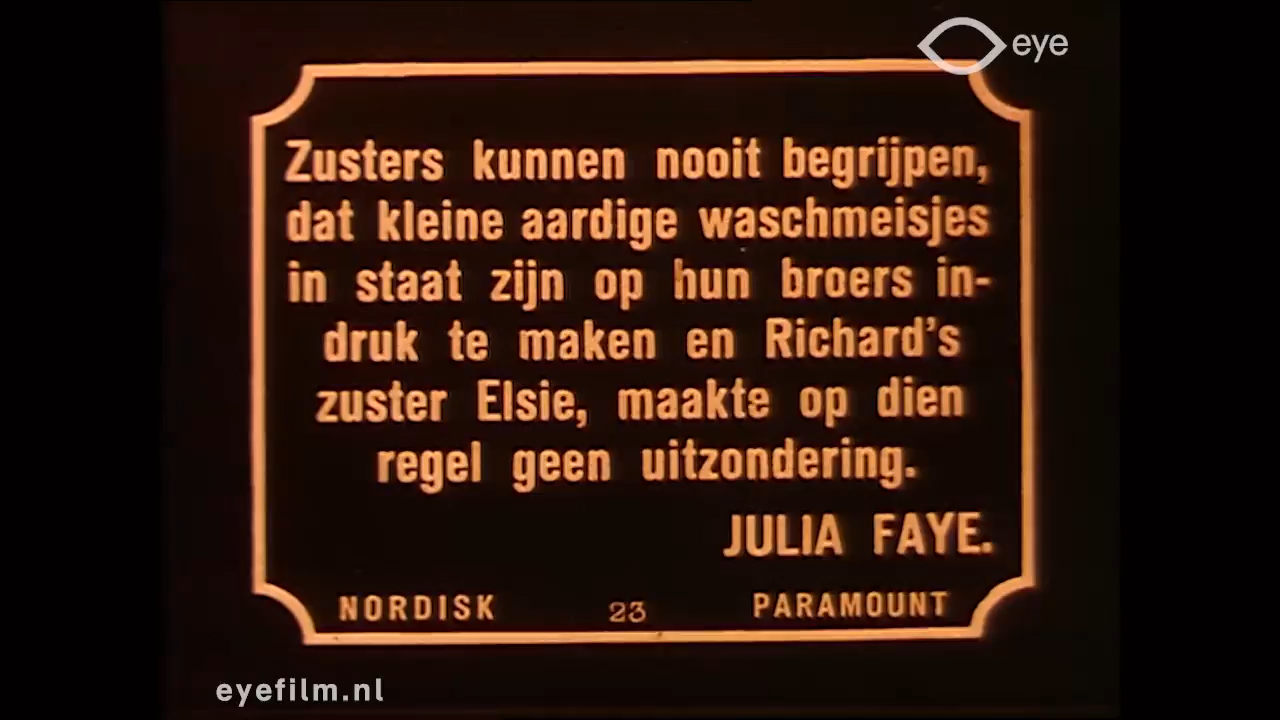 eye
Zusters kunnen nooit begrijpen,
dat kleine aardige waschmeisjes
in staat zijn op hun broers in-
druk te maken en Richard's
zuster Elsie, maakte op dien
regel geen uitzondering.
JULIA FAYE.
NORDISK 23 PARAMOUNT
eyefilm.nl